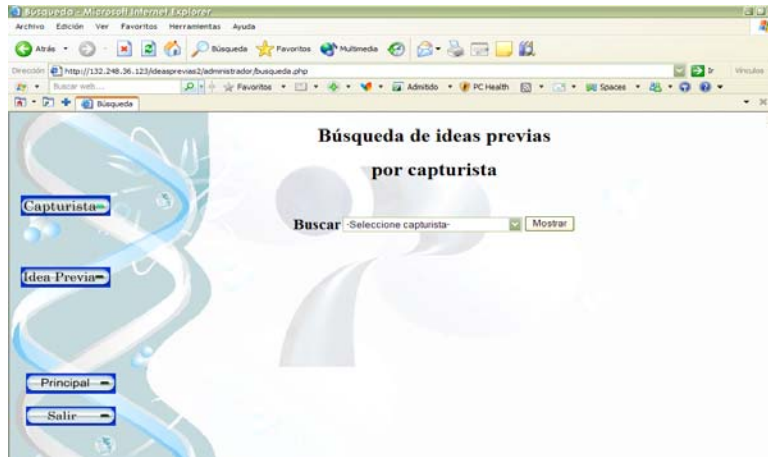 Búsqueda - Microsoft Internet Explorer
Archivo Edición Ver Favoritos Herramientas Ayuda
Atrás Búsqueda Favoritos Multimedia
Dirección http://132.248.36.123/ideasprevias2/administrador/busqueda.php Ir Vínculos
Buscar web... Favoritos Admitido PC Health Spaces
Búsqueda
Búsqueda de ideas previas
por capturista
Capturista
Buscar -Seleccione capturista- Mostrar
Idea Previa
Principal
Salir